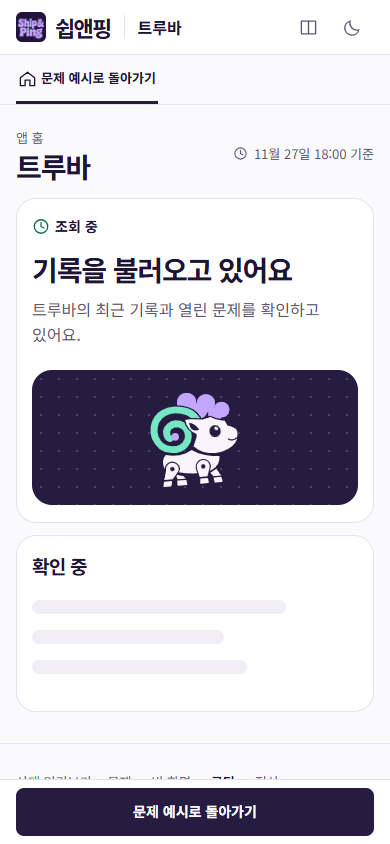 Ship&
Ping
쉽앤핑
트루바
문제 예시로 돌아가기
앱 홈
트루바
11월 27일 18:00 기준
조회 중
기록을 불러오고 있어요
트루바의 최근 기록과 열린 문제를 확인하고
있어요.
확인 중
문제 예시로 돌아가기